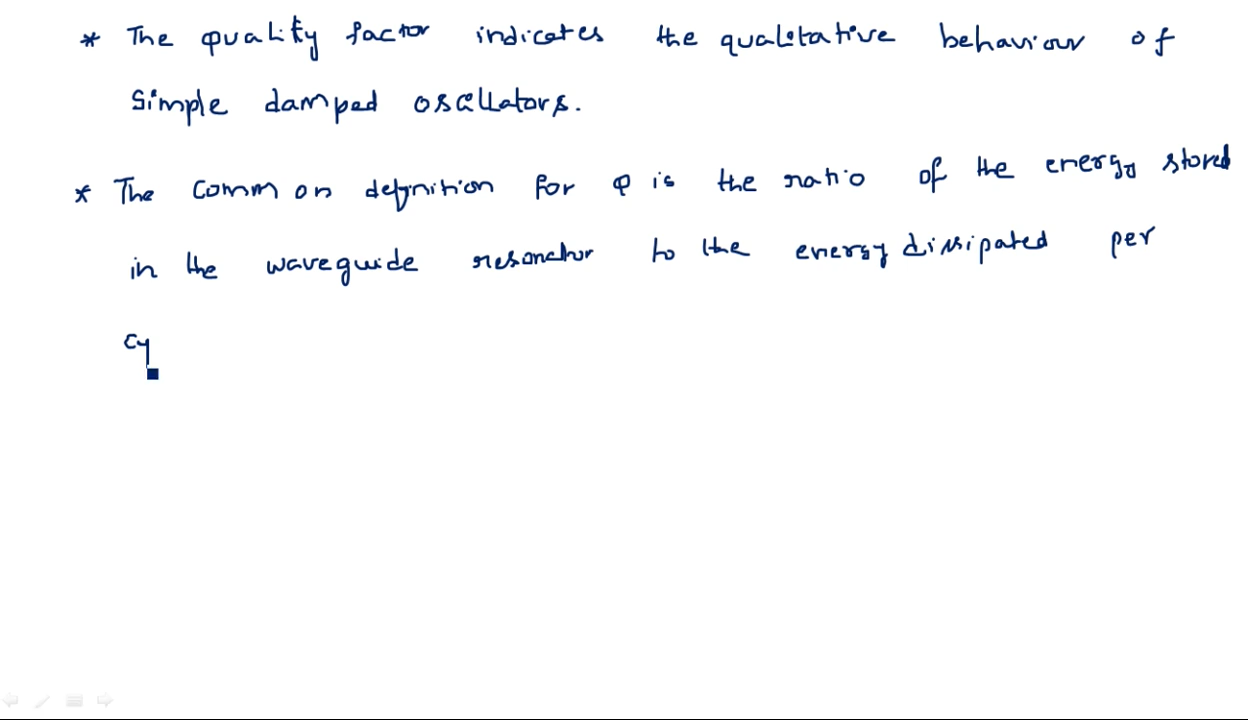 * The quality factor indicates the qualitative behaviour of
Simple damped oscillators.
* The Common definition for Q is the ratio of the energy stored
in the waveguide resonator to the energy dissipated per
cy